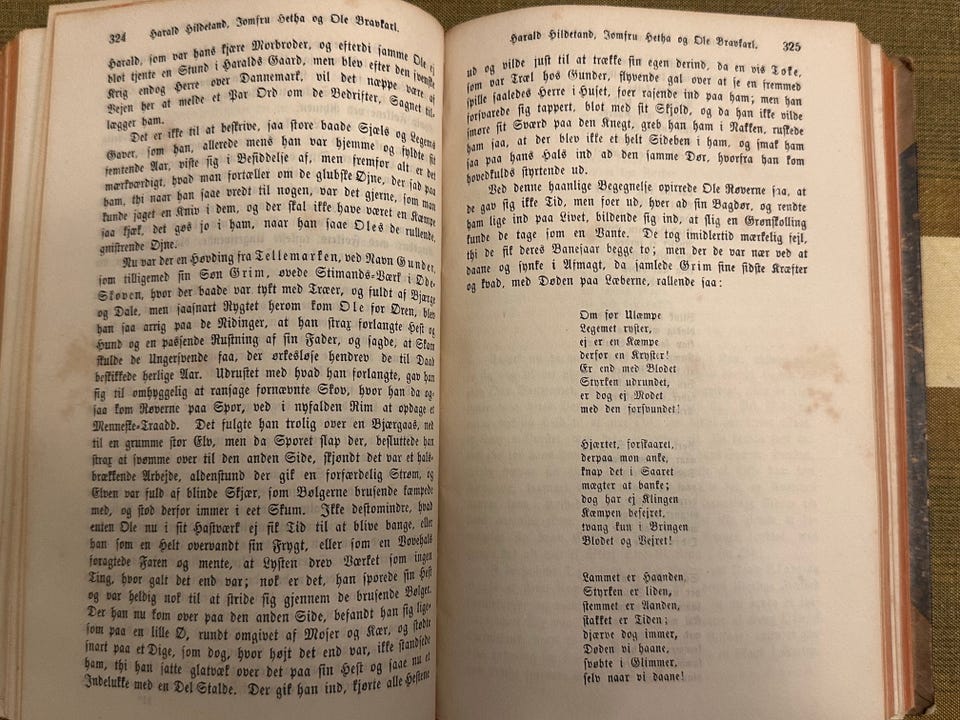 324 Harald Hildetand, Jomfru Hetha og Ole Bravkarl.
Harald, som var hans kjære Morbroder, og efterdi samme Ole ej
blot tjente en Stund i Haralds Gaard, men blev efter den svenske
Krig endog Herre over Dannemark, vil det næppe være af
Vejen her at melde et Par Ord om de Bedrifter, Sagnet til-
lægger ham.
Det er ikke til at beskrive, saa store baade Sjæls og Legems
Gaver, som han, allerede mens han var hjemme og fyldte sit
femtende Aar, viste sig i Besiddelse af, men fremfor alt er det
mærkværdigt, hvad man fortæller om de glubske Øjne, der sad paa
ham, thi naar han saae vredt til nogen, var det gjerne, som man
kunde jaget en Kniv i dem, og der skal ikke have været en Kæmpe
saa kjæk, det gøs jo i ham, naar han saae Oles de rullende,
gnistrende Øjne.
Nu var der en Høvding fra Tellemarken, ved Navn Gunder,
som tilligemed sin Søn Grim, øvede Stimands-Værk i Øde-
Skoven, hvor der baade var tykt med Træer, og fuldt af Bjærge
og Dale, men saasnart Rygtet herom kom Ole for Øren, blev
han saa arrig paa de Nidinger, at han strax forlangte Hest og
Hund og en passende Rustning af sin Fader, og sagde, at Skam
skulde de Ungersvende faa, der ørkesløse hendrev de til Daad
beskikkede herlige Aar. Udrustet med hvad han forlangte, gav han
sig til omhyggelig at ransage fornævnte Skov, hvor han da og-
saa kom Røverne paa Spor, ved i nyfalden Rim at opdage et
Menneske-Traadd. Det fulgte han trolig over en Bjærgaas, ned
til en grumme stor Elv, men da Sporet slap der, besluttede han
strax at svømme over til den anden Side, skjøndt det var et hals-
brækkende Arbejde, aldenstund der gik en forfærdelig Strøm, og
Elven var fuld af blinde Skjær, som Bølgerne brusende kæmpede
med, og stod derfor immer i eet Skum. Ikke destomindre, hvad
enten Ole nu i sit Hastværk ej fik Tid til at blive bange, eller
han som en Helt overvandt sin Frygt, eller som en Vovehals
foragtede Faren og mente, at Lysten drev Værket som ingen
Ting, hvor galt det end var; nok er det, han sporede sin Hest
og var heldig nok til at stride sig gjennem de brusende Bølger.
Der han nu kom over paa den anden Side, befandt han sig lige-
som paa en lille Ø, rundt omgivet af Moser og Kær, og stødte
snart paa et Dige, som dog, hvor højt det end var, ikke standsede
ham, thi han satte glatvæk over det paa sin Hest og saae nu et
Indelukke med en Del Stalde. Der gik han ind, kjørte alle Hestene
Harald Hildetand, Jomfru Hetha og Ole Bravkarl. 325
ud og vilde just til at trække sin egen derind, da en vis Toke,
som var Træl hos Gunder, flyvende gal over at se en fremmed
spille saaledes Herre i Huset, foer rasende ind paa ham; men han
forsvarede sig tappert, blot med sit Skjold, og da han ikke vilde
smøre sit Sværd paa den Knegt, greb han ham i Nakken, ruskede
ham saa, at der blev ikke et helt Sideben i ham, og smak ham
saa paa hans Hals ind ad den samme Dør, hvorfra han kom
hovedkulds styrtende ud.
Ved denne haanlige Begegnelse opirrede Ole Røverne saa, at
de gav sig ikke Tid, men foer ud, hver ad sin Bagdør, og rendte
ham lige ind paa Livet, bildende sig ind, at slig en Grønskolling
kunde de tage som en Vante. De tog imidlertid mærkelig fejl,
thi de fik deres Banesaar begge to; men der de var nær ved at
daane og synke i Afmagt, da samlede Grim sine sidste Kræfter
og kvad, med Døden paa Læberne, rallende saa:
Om for Ulæmpe
Legemet ryster,
ej er en Kæmpe
derfor en Kryster!
Er end med Blodet
Styrken udrundet,
er dog ej Modet
med den forsvundet!
Hjærtet, forskaaret,
derpaa mon anke,
knap det i Saaret
mægter at banke;
dog har ej Klingen
Kæmpen besejret,
tvang kun i Bringen
Blodet og Vejret!
Lammet er Haanden,
Styrken er liden,
stemmet er Aanden,
stakket er Tiden;
djærve dog immer,
Døden vi haane,
svøbte i Glimmer,
selv naar vi daane!